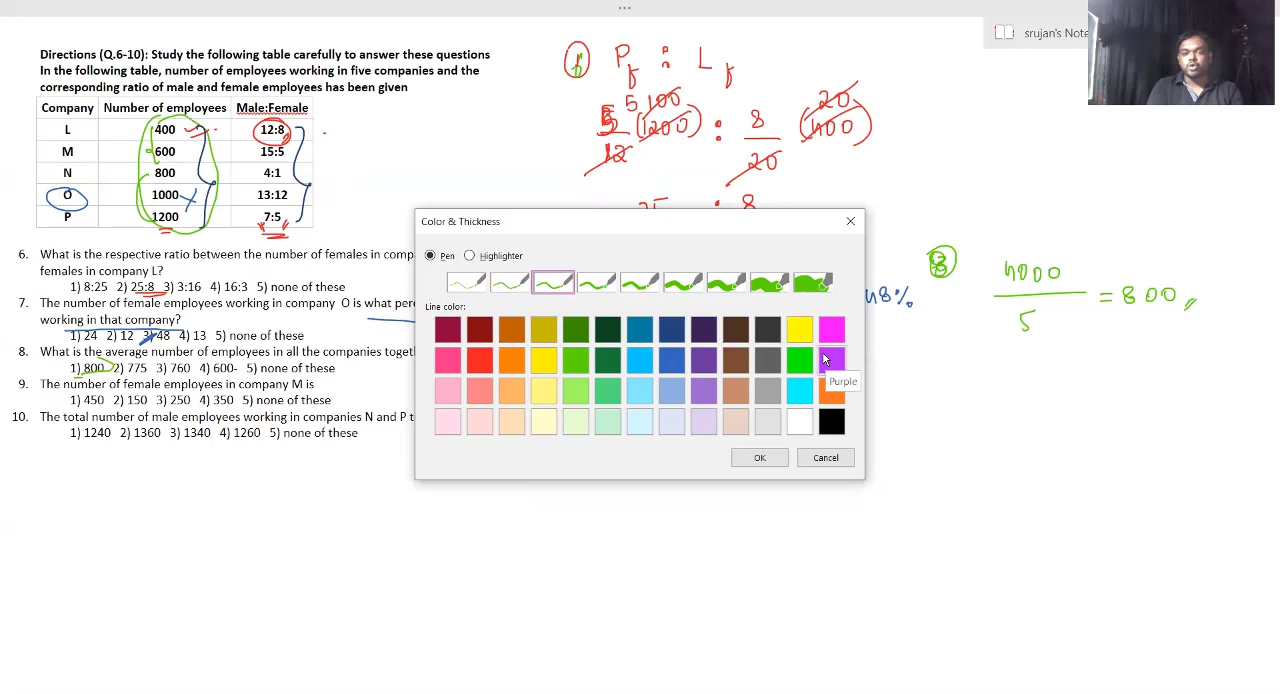 srujan's Note
Directions (Q.6-10): Study the following table carefully to answer these questions
In the following table, number of employees working in five companies and the
corresponding ratio of male and female employees has been given
Company Number of employees Male:Female
L 400 12:8
M 600 15:5
N 800 4:1
O 1000 13:12
P 1200 7:5
6. What is the respective ratio between the number of females in comp
females in company L?
1) 8:25 2) 25:8 3) 3:16 4) 16:3 5) none of these
7. The number of female employees working in company O is what perc
working in that company?
1) 24 2) 12 3) 48 4) 13 5) none of these
8. What is the average number of employees in all the companies togeth
1) 800 2) 775 3) 760 4) 600- 5) none of these
9. The number of female employees in company M is
1) 450 2) 150 3) 250 4) 350 5) none of these
10. The total number of male employees working in companies N and P t
1) 1240 2) 1360 3) 1340 4) 1260 5) none of these
Pf : Lf
5 100 20
5 (1200) : 8 (400)
12 20
25 : 8
Color & Thickness
Pen Highlighter
Line color:
Purple
OK Cancel
48%
8
4000
5
= 800